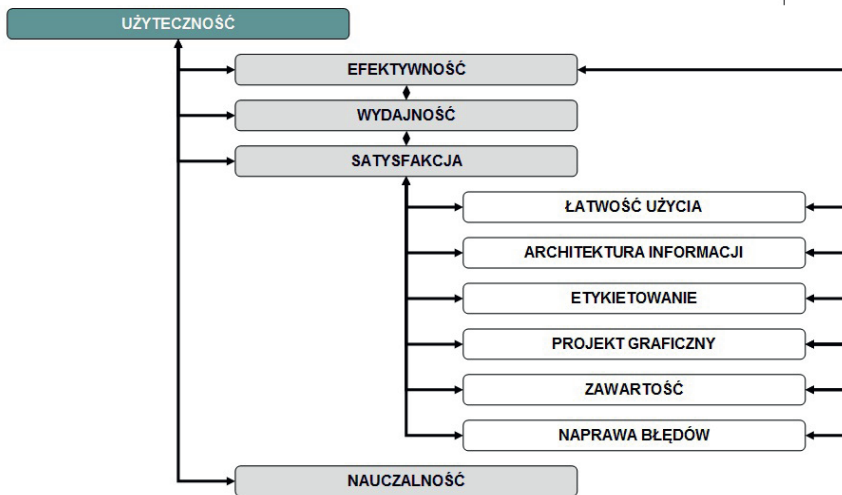 UŻYTECZNOŚĆ
EFEKTYWNOŚĆ
WYDAJNOŚĆ
SATYSFAKCJA
ŁATWOŚĆ UŻYCIA
ARCHITEKTURA INFORMACJI
ETYKIETOWANIE
PROJEKT GRAFICZNY
ZAWARTOŚĆ
NAPRAWA BŁĘDÓW
NAUCZALNOŚĆ